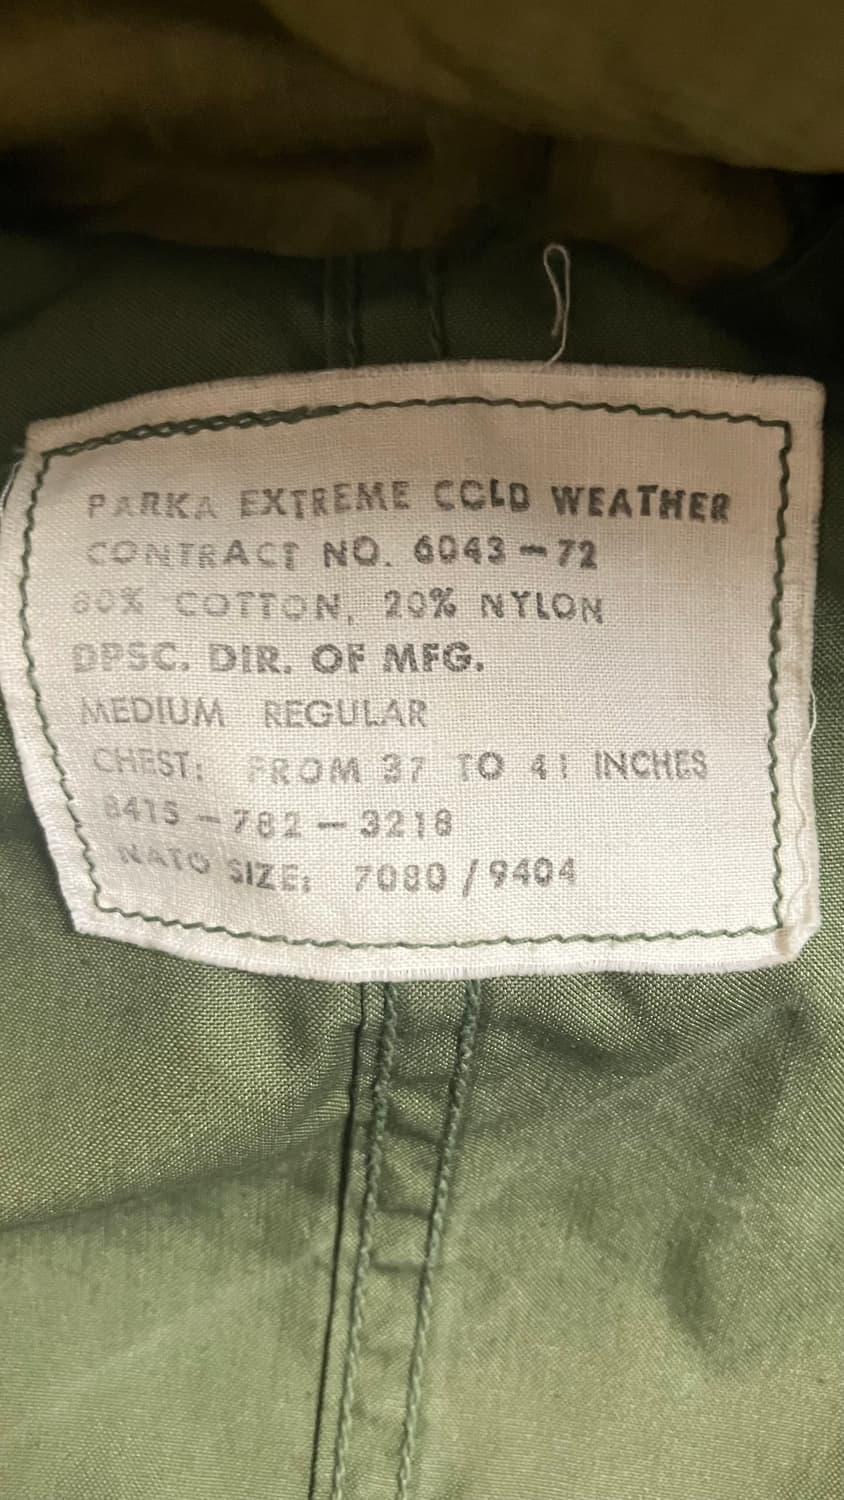 PARKA EXTREME COLD WEATHER
CONTRACT NO. 6043-72
80% COTTON, 20% NYLON
DPSC. DIR. OF MFG.
MEDIUM REGULAR
CHEST: FROM 37 TO 41 INCHES
8415-782-3218
NATO SIZE: 7080/9404